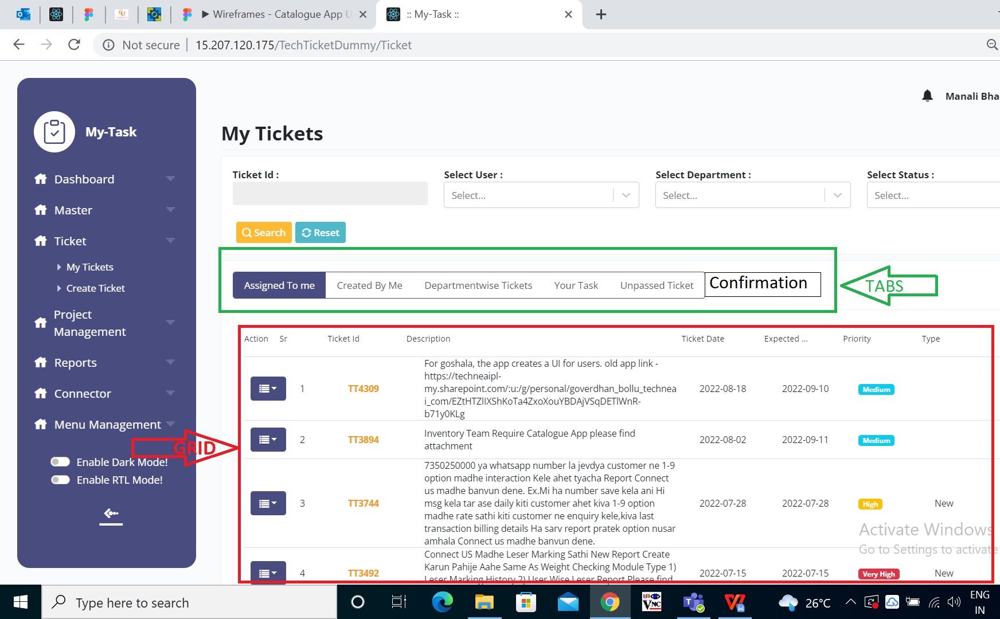 Wireframes - Catalogue App U
:: My-Task ::
Not secure
15.207.120.175/TechTicketDummy/Ticket
Manali Bha
My-Task
Dashboard
Master
Ticket
My Tickets
Create Ticket
Project
Management
Reports
Connector
Menu Management
GRID
Enable Dark Mode!
Enable RTL Mode!
My Tickets
Ticket Id :
Select User :
Select Department :
Select Status :
Select...
Select...
Select...
Search
Reset
Assigned To me
Created By Me
Departmentwise Tickets
Your Task
Unpassed Ticket
Confirmation
TABS
Action Sr Ticket Id Description Ticket Date Expected ... Priority Type
1 TT4309
For goshala, the app creates a UI for users. old app link -
https://techneaipl-
my.sharepoint.com/:u:/g/personal/goverdhan_bollu_technea
i_com/EZtHTZlIXShKoTa4ZxoXouYBDAjVSqDETlWnR-
b71y0KLg
2022-08-18 2022-09-10 Medium
2 TT3894
Inventory Team Require Catalogue App please find
attachment
2022-08-02 2022-09-11 Medium
3 TT3744
7350250000 ya whatsapp number la jevdya customer ne 1-9
option madhe interaction Kele ahet tyacha Report Connect
us madhe banvun dene. Ex.Mi ha number save kela ani Hi
msg kela tar ase daily kiti customer ahet kiva 1-9 option
madhe rate sathi kiti customer ne enquiry kele,kiva last
transaction billing details Ha sarv report pratek option nusar
amhala Connect us madhe banvun dene.
2022-07-28 2022-07-28 High New
4 TT3492
Connect US Madhe Leser Marking Sathi New Report Create
Karun Pahije Aahe Same As Weight Checking Module Type 1)
Leser Marking History 2) User Wise Leser Report Please find
2022-07-15 2022-07-15 Very High New
Activate Windows
Go to Settings to activate
Type here to search
26°C
ENG
IN